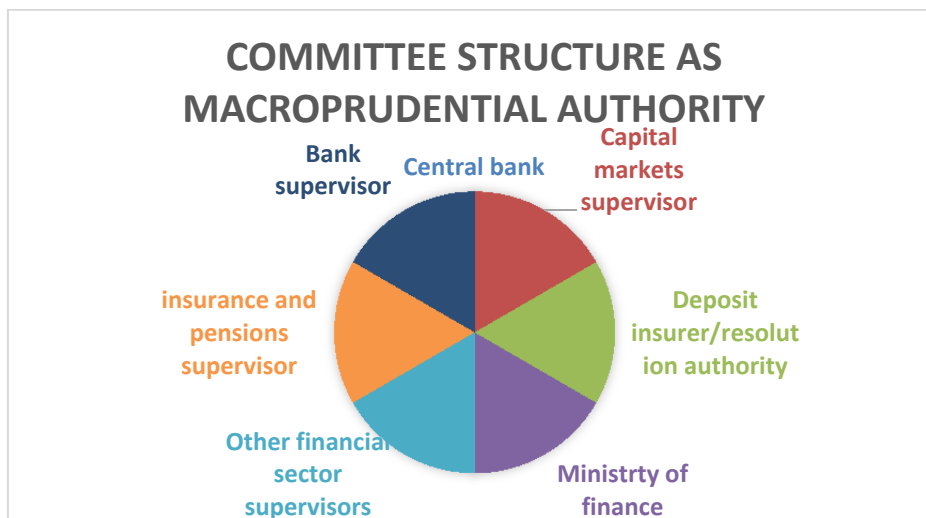 COMMITTEE STRUCTURE AS
MACROPRUDENTIAL AUTHORITY
Central bank
Capital
markets
supervisor
Deposit
insurer/resolut
ion authority
Ministrty of
finance
Other financial
sector
supervisors
insurance and
pensions
supervisor
Bank
supervisor